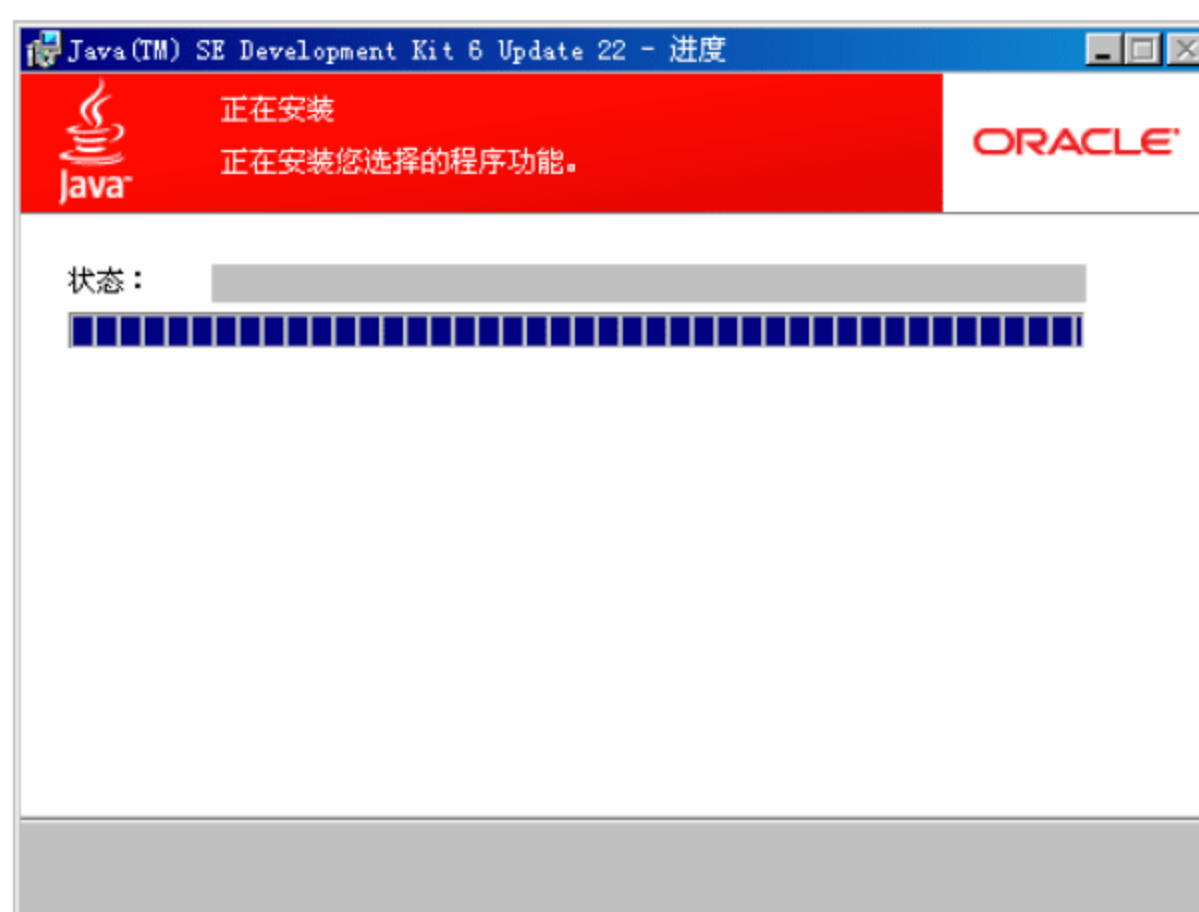 Java(TM) SE Development Kit 6 Update 22 - 进度
正在安装
正在安装您选择的程序功能。
Java™
ORACLE®
状态：